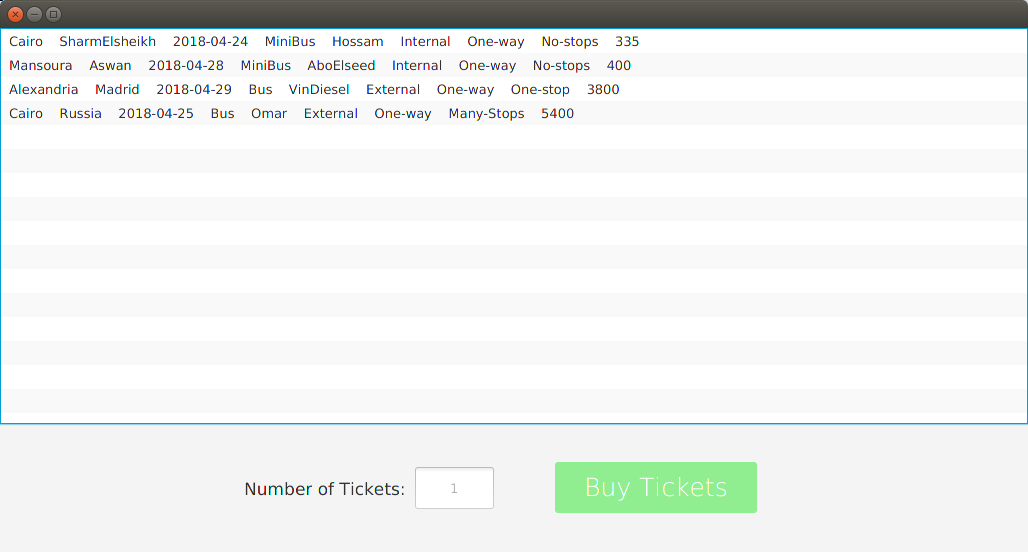 Cairo SharmElsheikh 2018-04-24 MiniBus Hossam Internal One-way No-stops 335
Mansoura Aswan 2018-04-28 MiniBus AboElseed Internal One-way No-stops 400
Alexandria Madrid 2018-04-29 Bus VinDiesel External One-way One-stop 3800
Cairo Russia 2018-04-25 Bus Omar External One-way Many-Stops 5400
Number of Tickets: 1 Buy Tickets